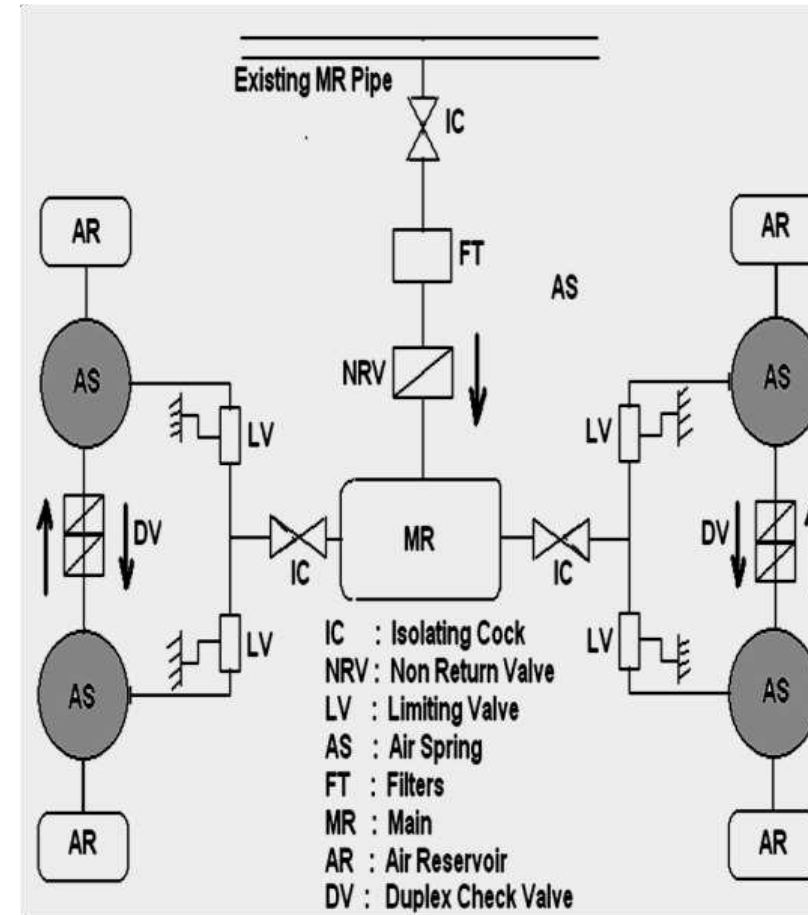 Existing MR Pipe
IC
AR
AR
FT
AS
NRV
AS
AS
LV
LV
DV
MR
DV
IC
IC
LV
LV
AS
AS
AR
AR
IC : Isolating Cock
NRV : Non Return Valve
LV : Limiting Valve
AS : Air Spring
FT : Filters
MR : Main
AR : Air Reservoir
DV : Duplex Check Valve